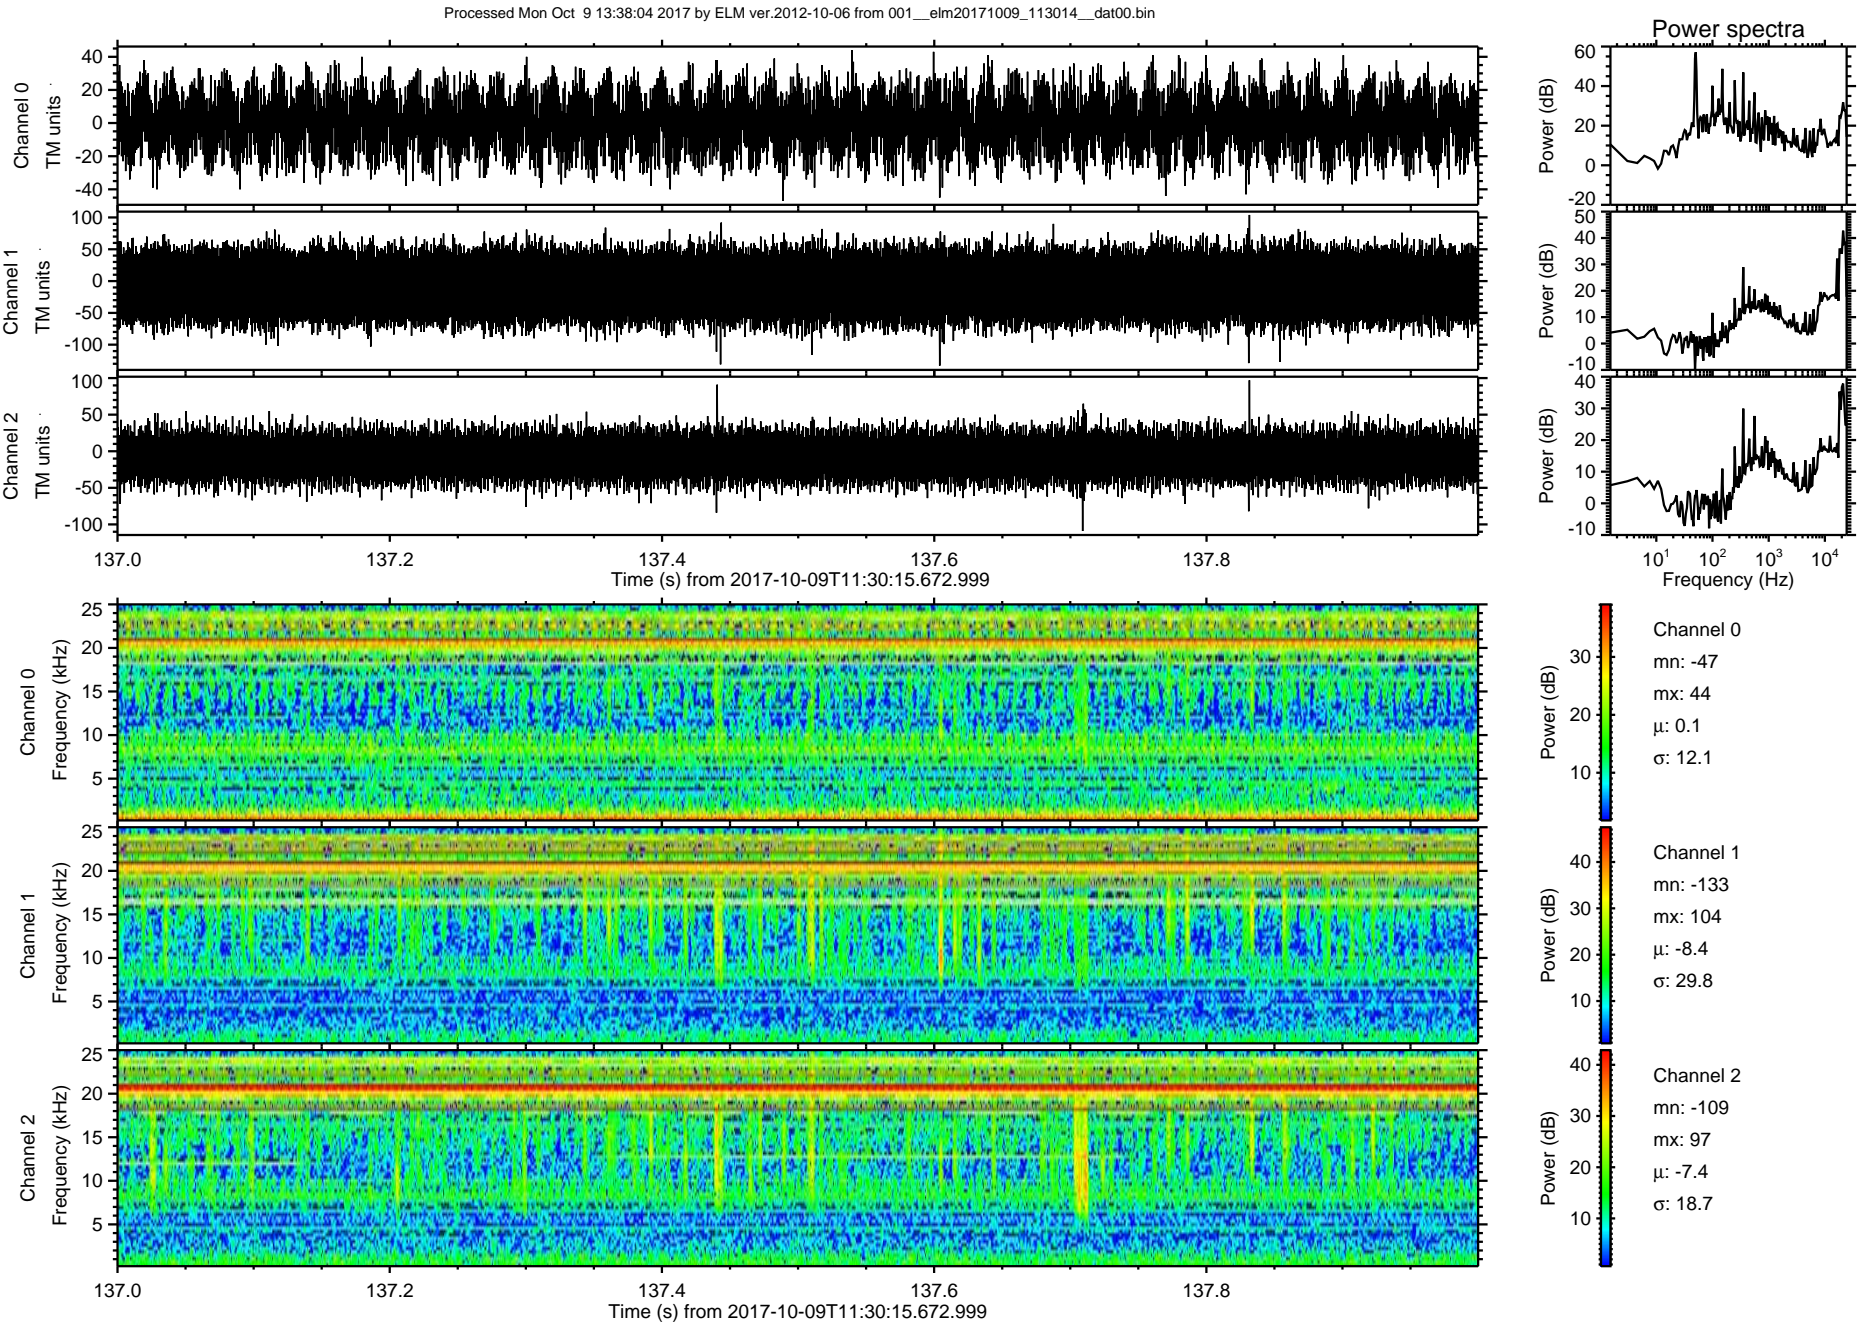 Processed Mon Oct  9 13:38:04 2017 by ELM ver.2012-10-06 from 001__elm20171009_113014__dat00.bin
Power spectra
Channel 0
TM units
40
20
0
-20
-40
Power (dB)
60
40
20
0
-20
Channel 1
TM units
100
50
0
-50
-100
Power (dB)
50
40
30
20
10
0
-10
Channel 2
TM units
100
50
0
-50
-100
Power (dB)
40
30
20
10
0
-10
137.0 137.2 137.4 137.6 137.8
Time (s) from 2017-10-09T11:30:15.672.999
10^1 10^2 10^3 10^4
Frequency (Hz)
Channel 0
Frequency (kHz)
25
20
15
10
5
Power (dB)
30
20
10
Channel 0
mn: -47
mx: 44
μ: 0.1
σ: 12.1
Channel 1
Frequency (kHz)
25
20
15
10
5
Power (dB)
40
30
20
10
Channel 1
mn: -133
mx: 104
μ: -8.4
σ: 29.8
Channel 2
Frequency (kHz)
25
20
15
10
5
Power (dB)
40
30
20
10
Channel 2
mn: -109
mx: 97
μ: -7.4
σ: 18.7
137.0 137.2 137.4 137.6 137.8
Time (s) from 2017-10-09T11:30:15.672.999